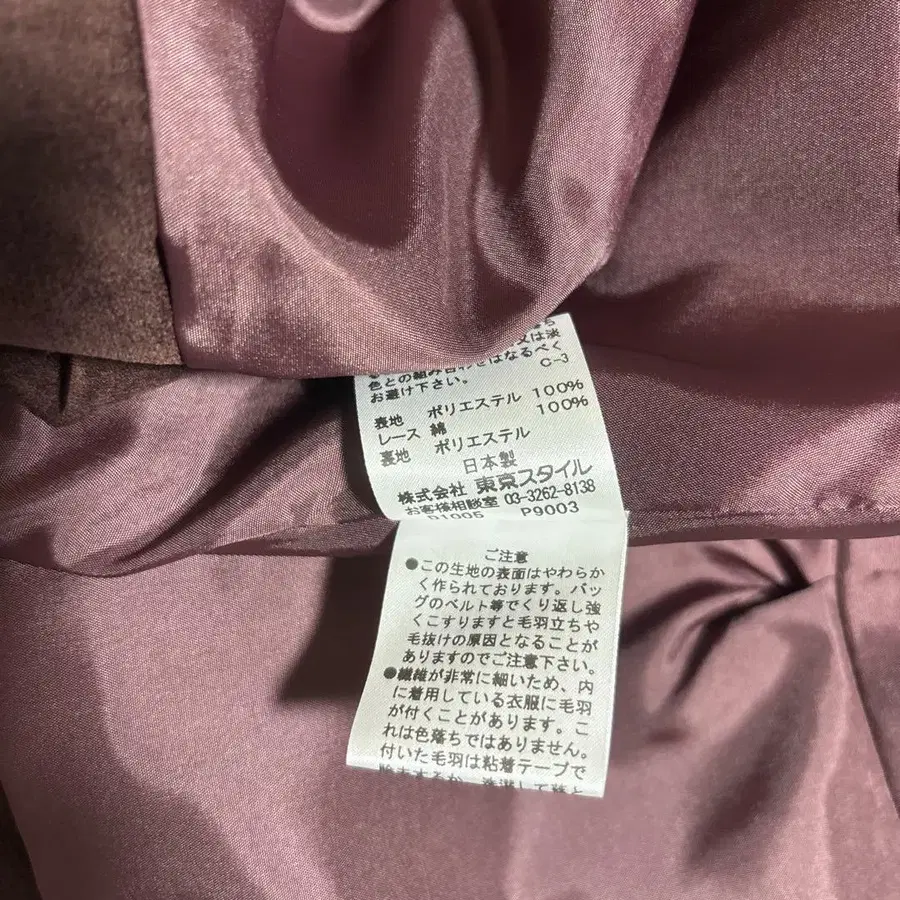 色との組み合わせはなるべく
お避け下さい。 C-3
表地 ポリエステル 100%
レース 綿 100%
裏地 ポリエステル
日本製
株式会社 東京スタイル
お客様相談室 03-3262-8138
P9003
ご注意
●この生地の表面はやわらか
く作られております。バッ
グのベルト等でくり返し強
くこすりますと毛羽立ちや
毛抜けの原因となることが
ありますのでご注意下さい。
●繊維が非常に細いため、内
に着用している衣服に毛羽
が付くことがあります。こ
れは色落ちではありません。
付いた毛羽は粘着テープで